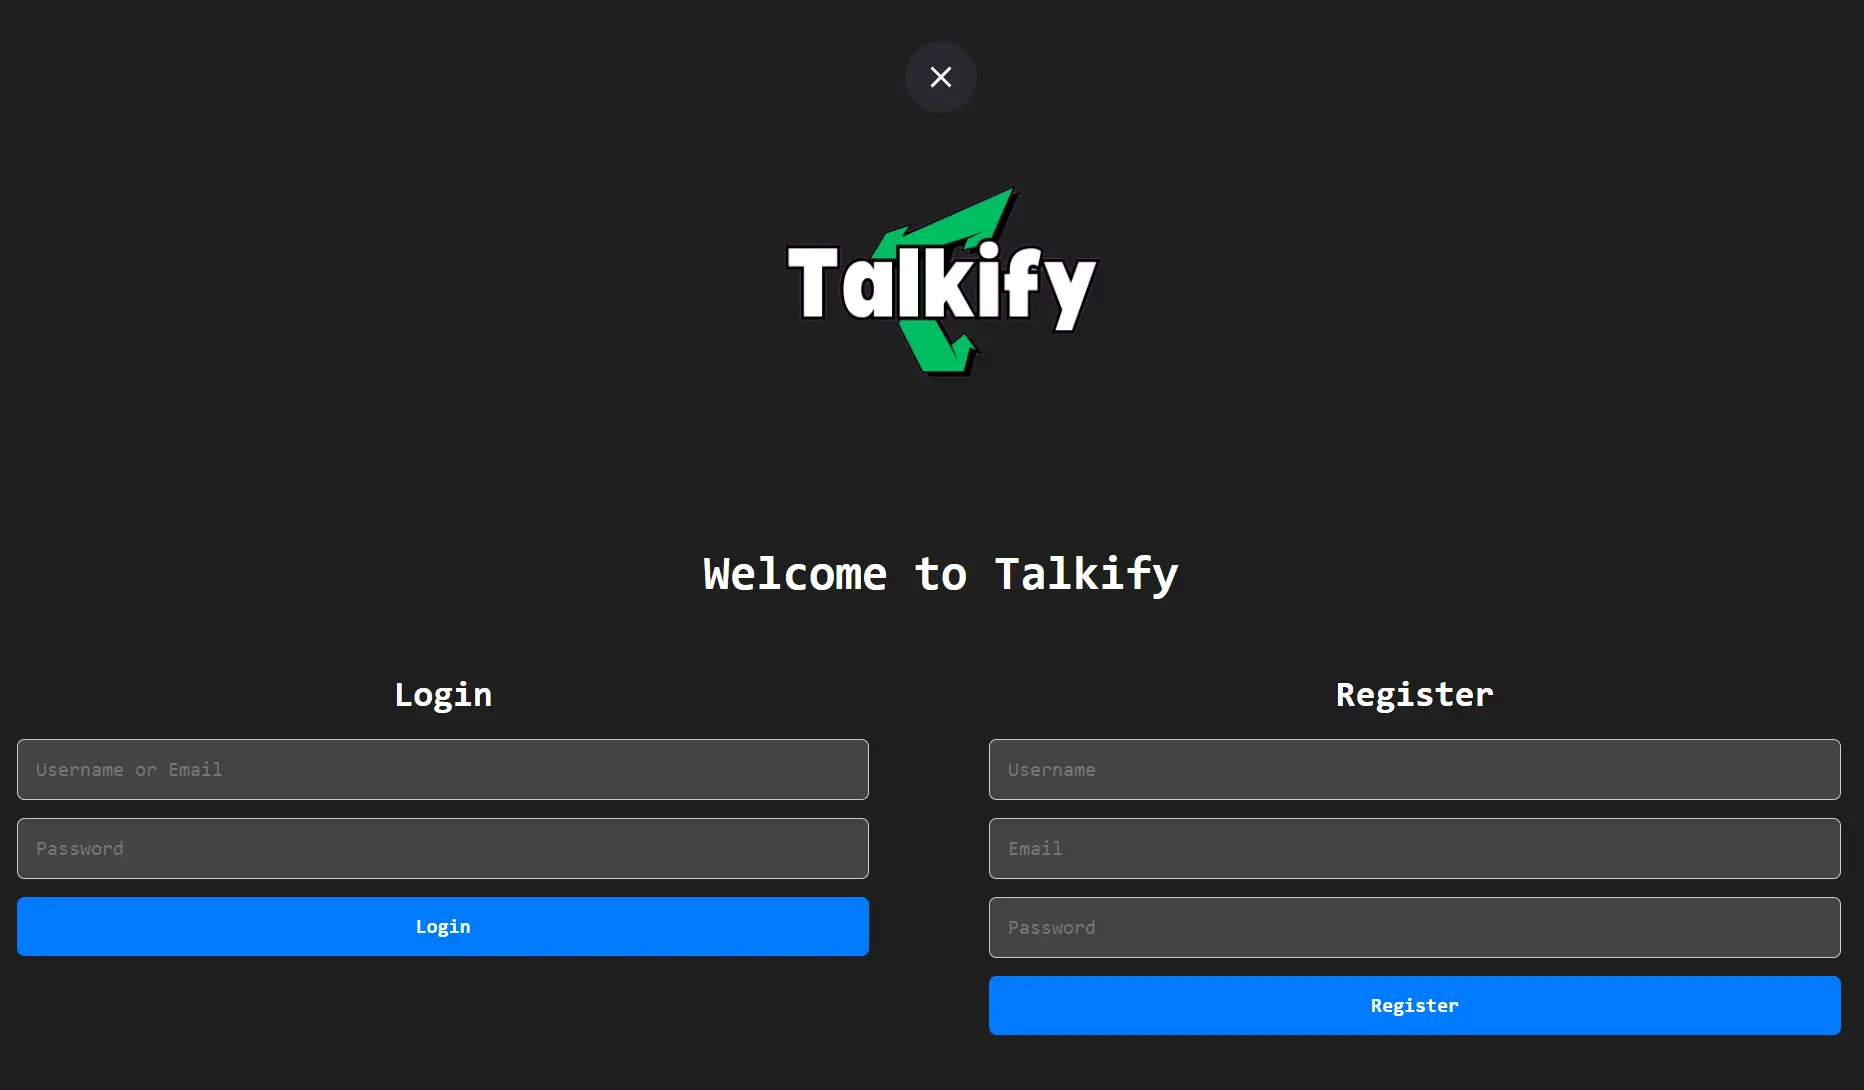 Talkify
Welcome to Talkify
Login
Username or Email
Password
Login
Register
Username
Email
Password
Register